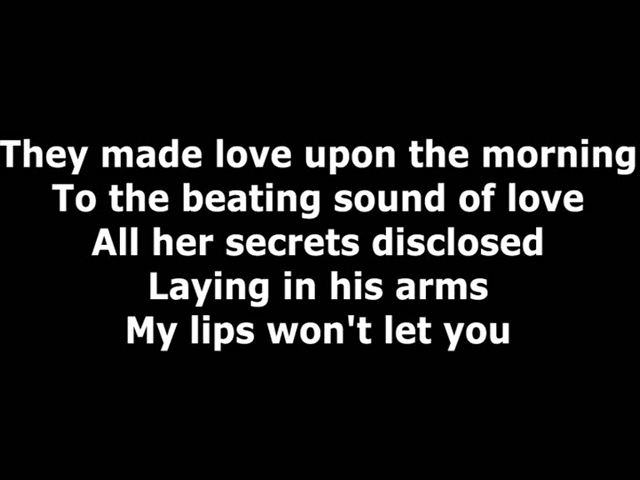 They made love upon the morning
To the beating sound of love
All her secrets disclosed
Laying in his arms
My lips won't let you